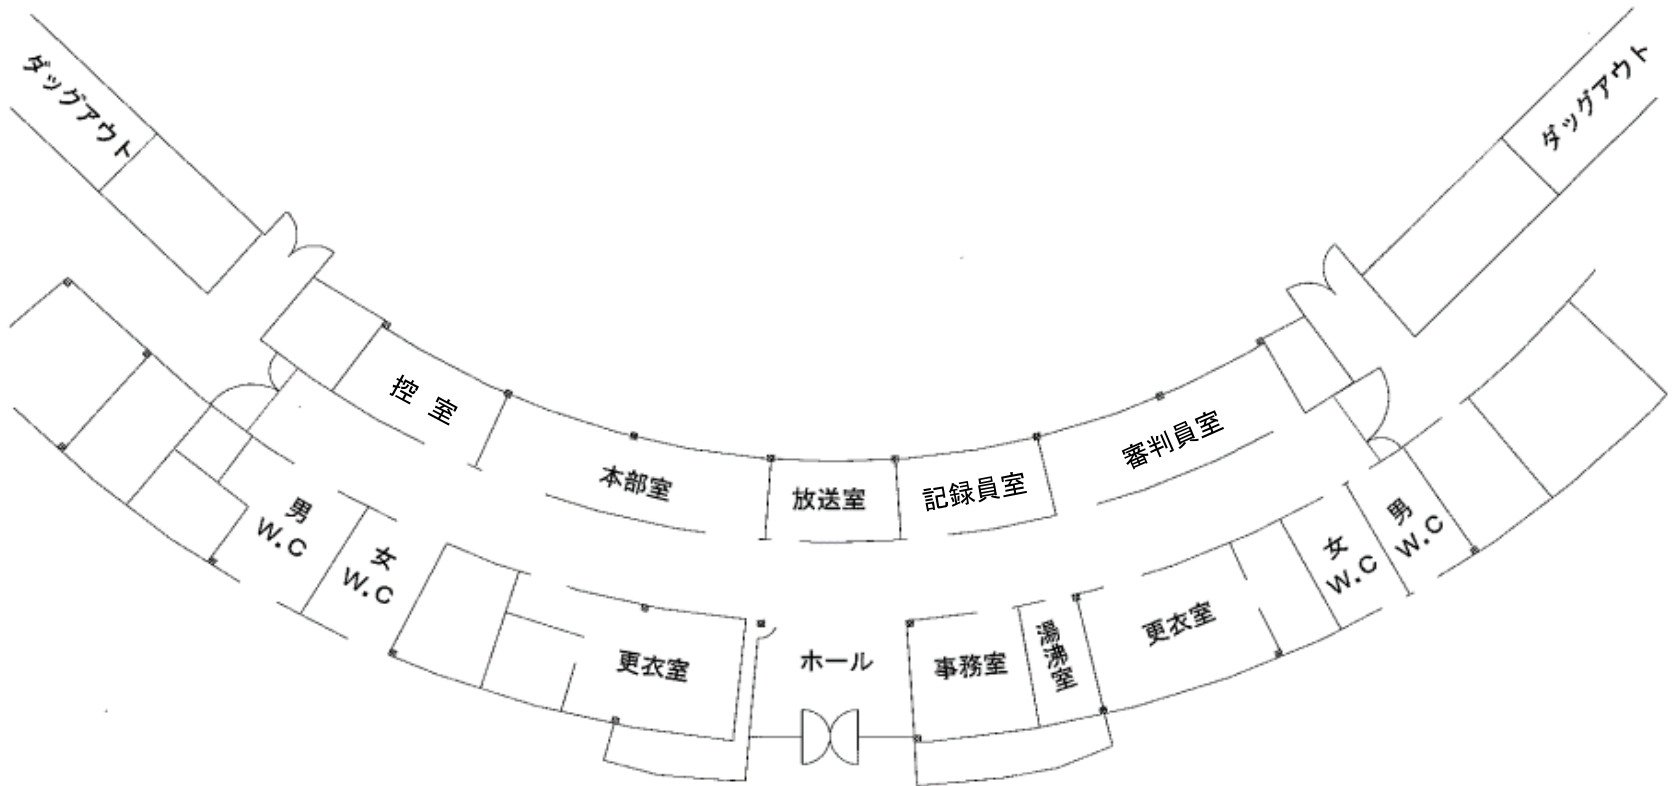 ダッグアウト
ダッグアウト
控 室
本部室
放送室
記録員室
審判員室
男
W.C
女
W.C
更衣室
ホール
事務室
湯沸室
更衣室
女
W.C
男
W.C